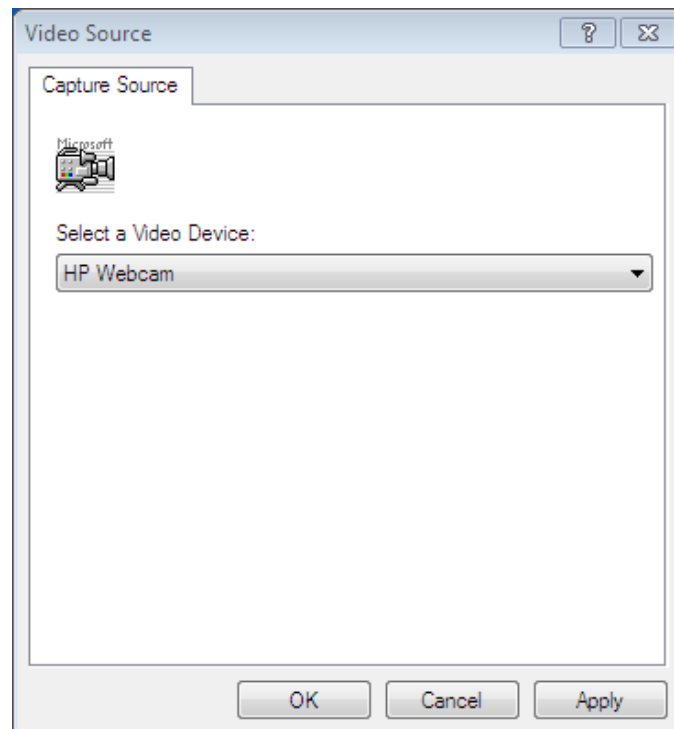 Video Source
Capture Source
Microsoft
Select a Video Device:
HP Webcam
OK Cancel Apply